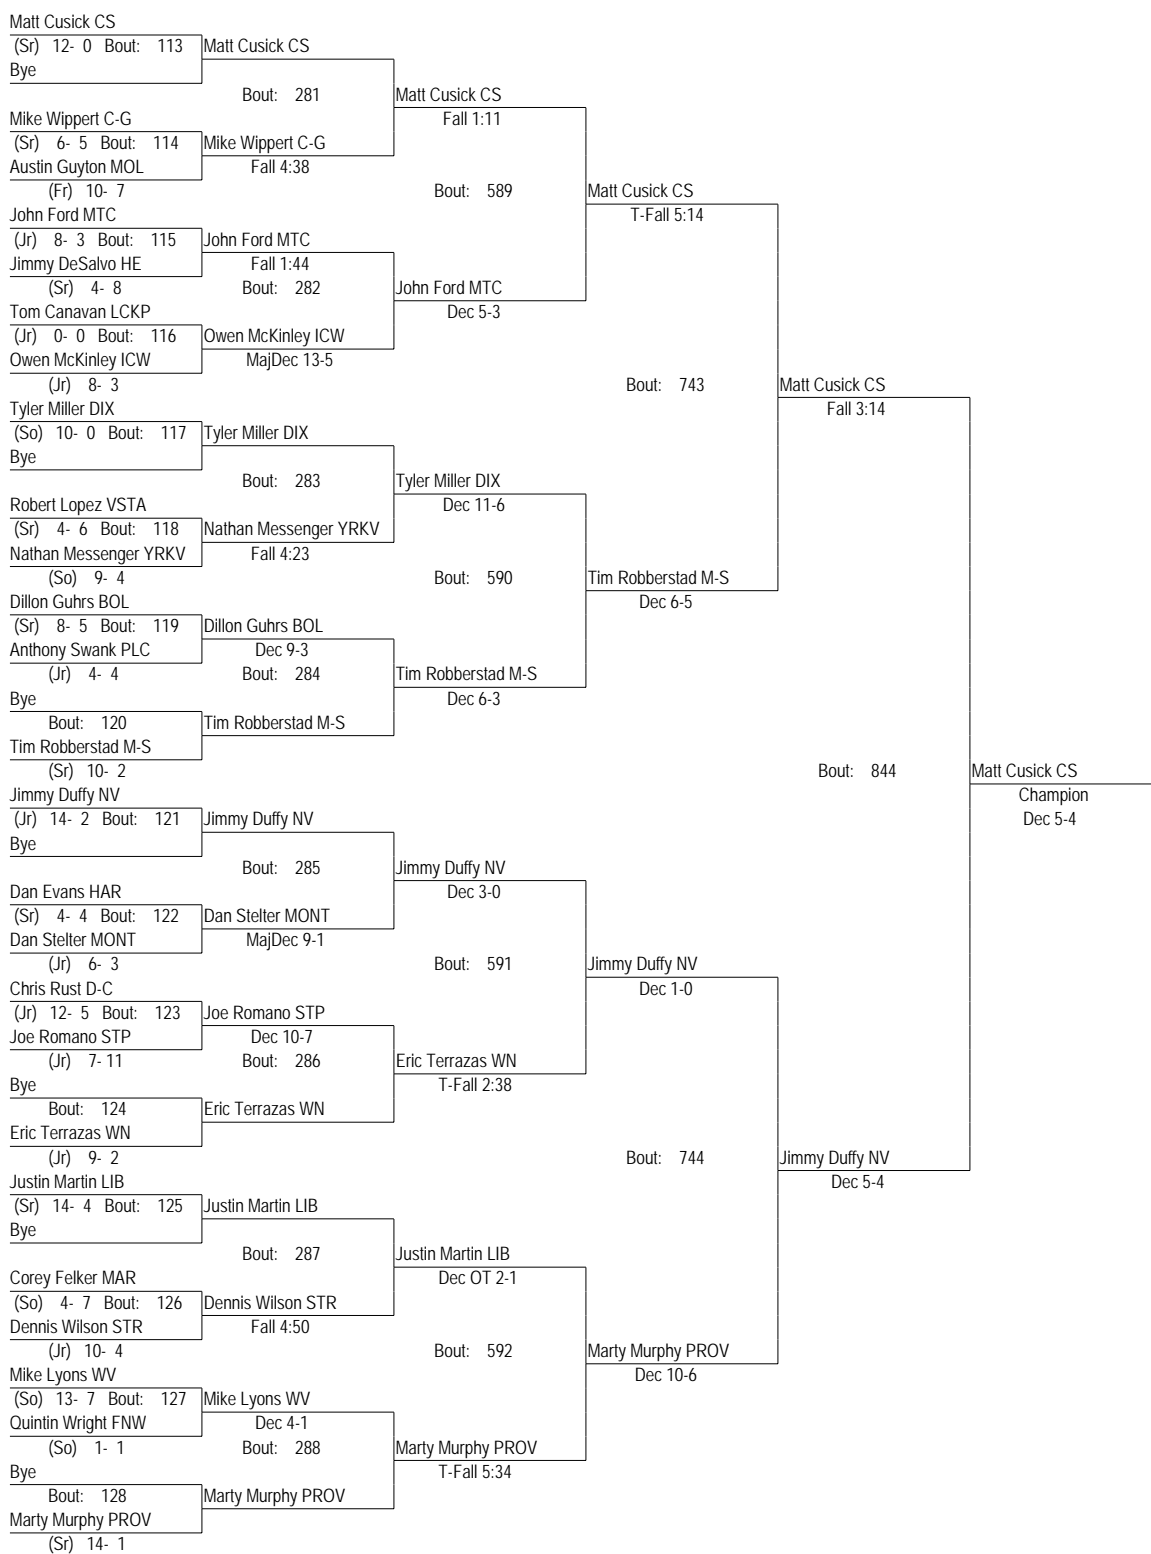 Matt Cusick CS
(Sr) 12- 0 Bout: 113 Matt Cusick CS
Bye
Bout: 281 Matt Cusick CS
Mike Wippert C-G Fall 1:11
(Sr) 6- 5 Bout: 114 Mike Wippert C-G
Austin Guyton MOL Fall 4:38
(Fr) 10- 7 Bout: 589 Matt Cusick CS
John Ford MTC T-Fall 5:14
(Jr) 8- 3 Bout: 115 John Ford MTC
Jimmy DeSalvo HE Fall 1:44
(Sr) 4- 8 Bout: 282 John Ford MTC
Tom Canavan LCKP Dec 5-3
(Jr) 0- 0 Bout: 116 Owen McKinley ICW
Owen McKinley ICW MajDec 13-5
(Jr) 8- 3 Bout: 743 Matt Cusick CS
Tyler Miller DIX Fall 3:14
(So) 10- 0 Bout: 117 Tyler Miller DIX
Bye
Bout: 283 Tyler Miller DIX
Robert Lopez VSTA Dec 11-6
(Sr) 4- 6 Bout: 118 Nathan Messenger YRKV
Nathan Messenger YRKV Fall 4:23
(So) 9- 4 Bout: 590 Tim Robberstad M-S
Dillon Guhrs BOL Dec 6-5
(Sr) 8- 5 Bout: 119 Dillon Guhrs BOL
Anthony Swank PLC Dec 9-3
(Jr) 4- 4 Bout: 284 Tim Robberstad M-S
Bye Dec 6-3
Bout: 120 Tim Robberstad M-S
Tim Robberstad M-S
(Sr) 10- 2 Bout: 844 Matt Cusick CS
Jimmy Duffy NV Champion
(Jr) 14- 2 Bout: 121 Jimmy Duffy NV Dec 5-4
Bye
Bout: 285 Jimmy Duffy NV
Dan Evans HAR Dec 3-0
(Sr) 4- 4 Bout: 122 Dan Stelter MONT
Dan Stelter MONT MajDec 9-1
(Jr) 6- 3 Bout: 591 Jimmy Duffy NV
Chris Rust D-C Dec 1-0
(Jr) 12- 5 Bout: 123 Joe Romano STP
Joe Romano STP Dec 10-7
(Jr) 7- 11 Bout: 286 Eric Terrazas WN
Bye T-Fall 2:38
Bout: 124 Eric Terrazas WN
Eric Terrazas WN
(Jr) 9- 2 Bout: 744 Jimmy Duffy NV
Justin Martin LIB Dec 5-4
(Sr) 14- 4 Bout: 125 Justin Martin LIB
Bye
Bout: 287 Justin Martin LIB
Corey Felker MAR Dec OT 2-1
(So) 4- 7 Bout: 126 Dennis Wilson STR
Dennis Wilson STR Fall 4:50
(Jr) 10- 4 Bout: 592 Marty Murphy PROV
Mike Lyons WV Dec 10-6
(So) 13- 7 Bout: 127 Mike Lyons WV
Quintin Wright FNW Dec 4-1
(So) 1- 1 Bout: 288 Marty Murphy PROV
Bye T-Fall 5:34
Bout: 128 Marty Murphy PROV
Marty Murphy PROV
(Sr) 14- 1